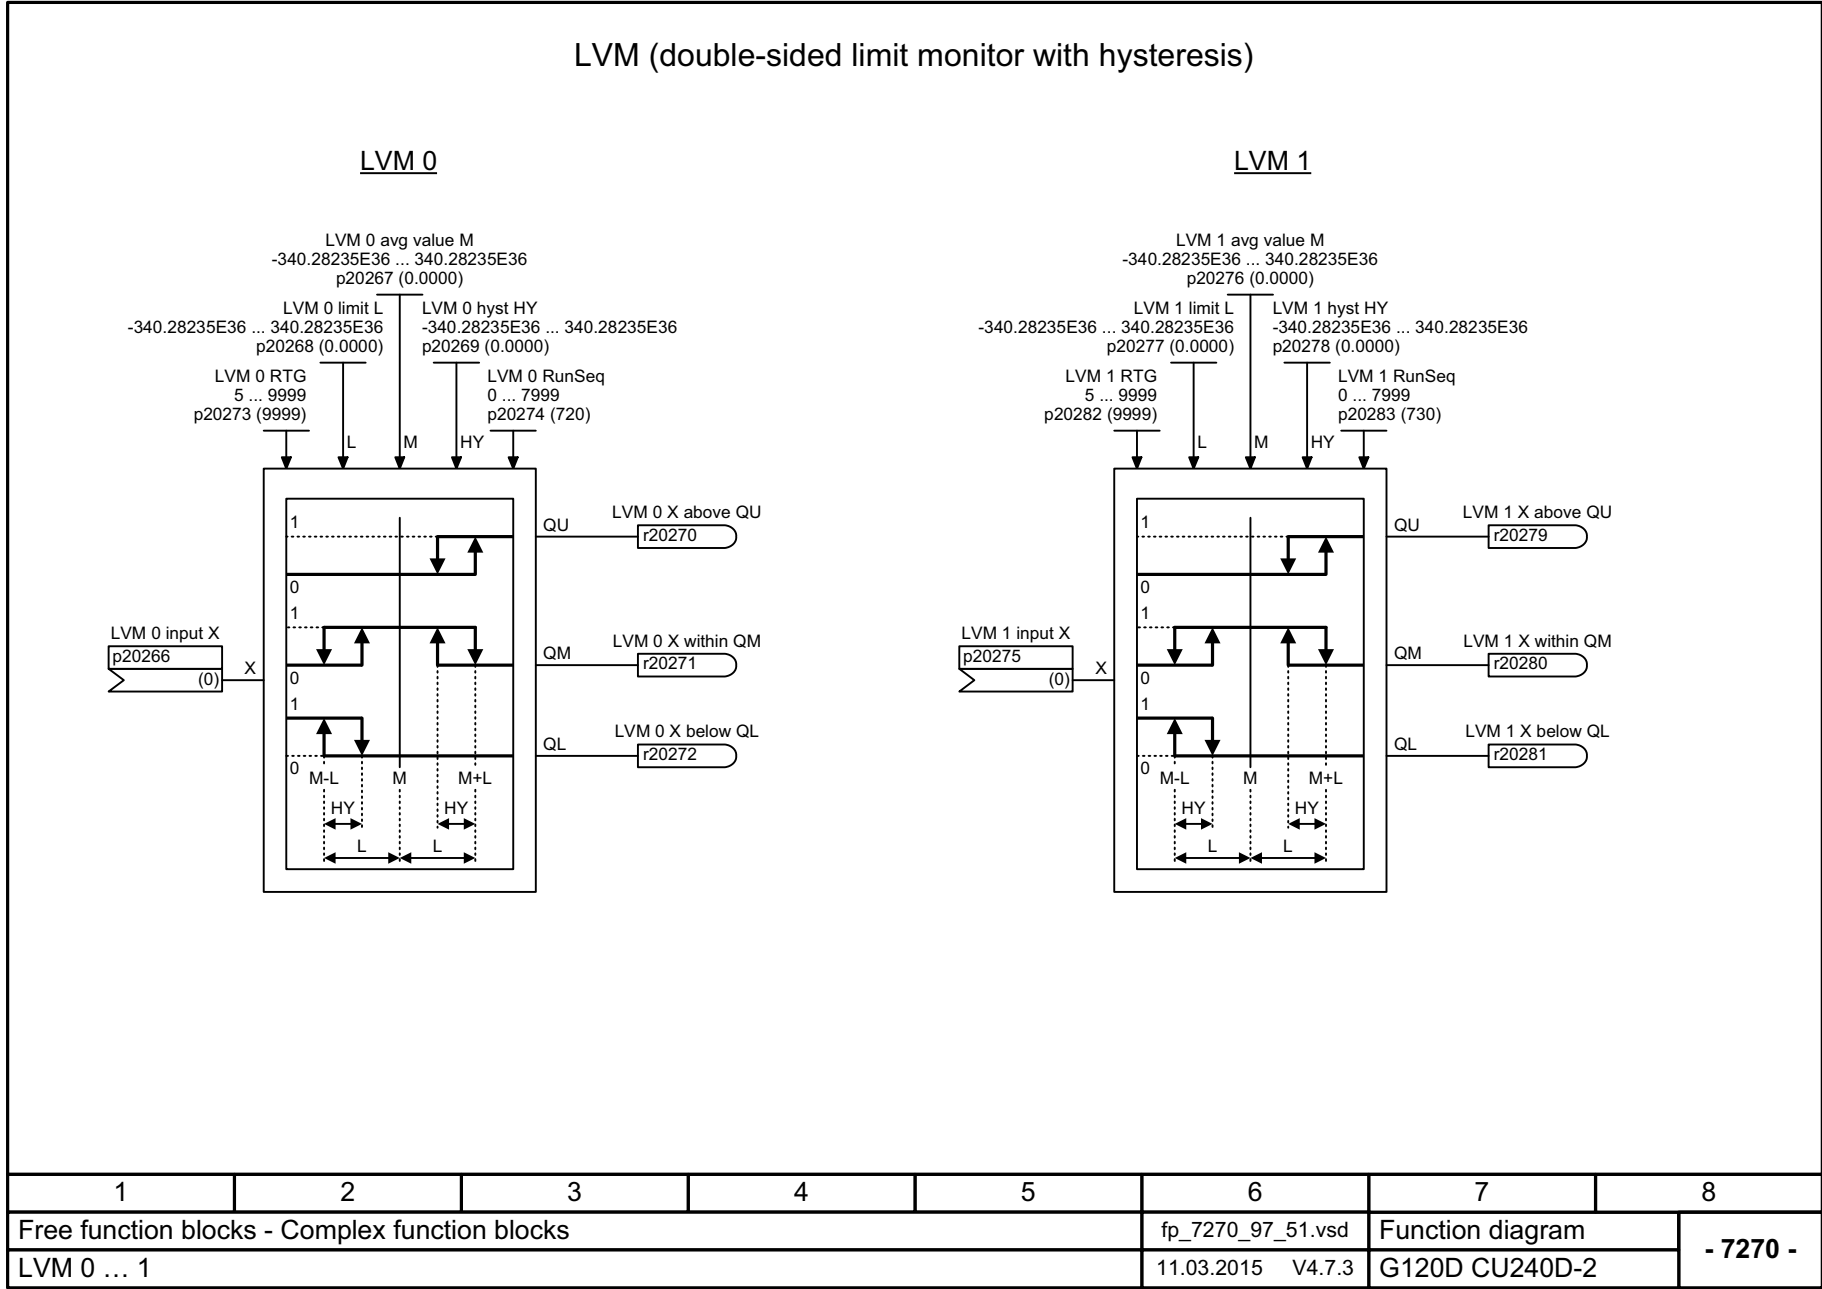 LVM (double-sided limit monitor with hysteresis)
LVM 0
LVM 0 avg value M
-340.28235E36 ... 340.28235E36
p20267 (0.0000)
LVM 0 limit L
-340.28235E36 ... 340.28235E36
p20268 (0.0000)
LVM 0 hyst HY
-340.28235E36 ... 340.28235E36
p20269 (0.0000)
LVM 0 RTG
5 ... 9999
p20273 (9999)
LVM 0 RunSeq
0 ... 7999
p20274 (720)
L M HY
LVM 0 input X
p20266
(0)
X
1
0
1
0
1
0
M-L M M+L
HY HY
L L
QU
LVM 0 X above QU
r20270
QM
LVM 0 X within QM
r20271
QL
LVM 0 X below QL
r20272
LVM 1
LVM 1 avg value M
-340.28235E36 ... 340.28235E36
p20276 (0.0000)
LVM 1 limit L
-340.28235E36 ... 340.28235E36
p20277 (0.0000)
LVM 1 hyst HY
-340.28235E36 ... 340.28235E36
p20278 (0.0000)
LVM 1 RTG
5 ... 9999
p20282 (9999)
LVM 1 RunSeq
0 ... 7999
p20283 (730)
L M HY
LVM 1 input X
p20275
(0)
X
1
0
1
0
1
0
M-L M M+L
HY HY
L L
QU
LVM 1 X above QU
r20279
QM
LVM 1 X within QM
r20280
QL
LVM 1 X below QL
r20281
1 2 3 4 5 6 7 8
Free function blocks - Complex function blocks
fp_7270_97_51.vsd
Function diagram
- 7270 -
LVM 0 … 1
11.03.2015 V4.7.3
G120D CU240D-2